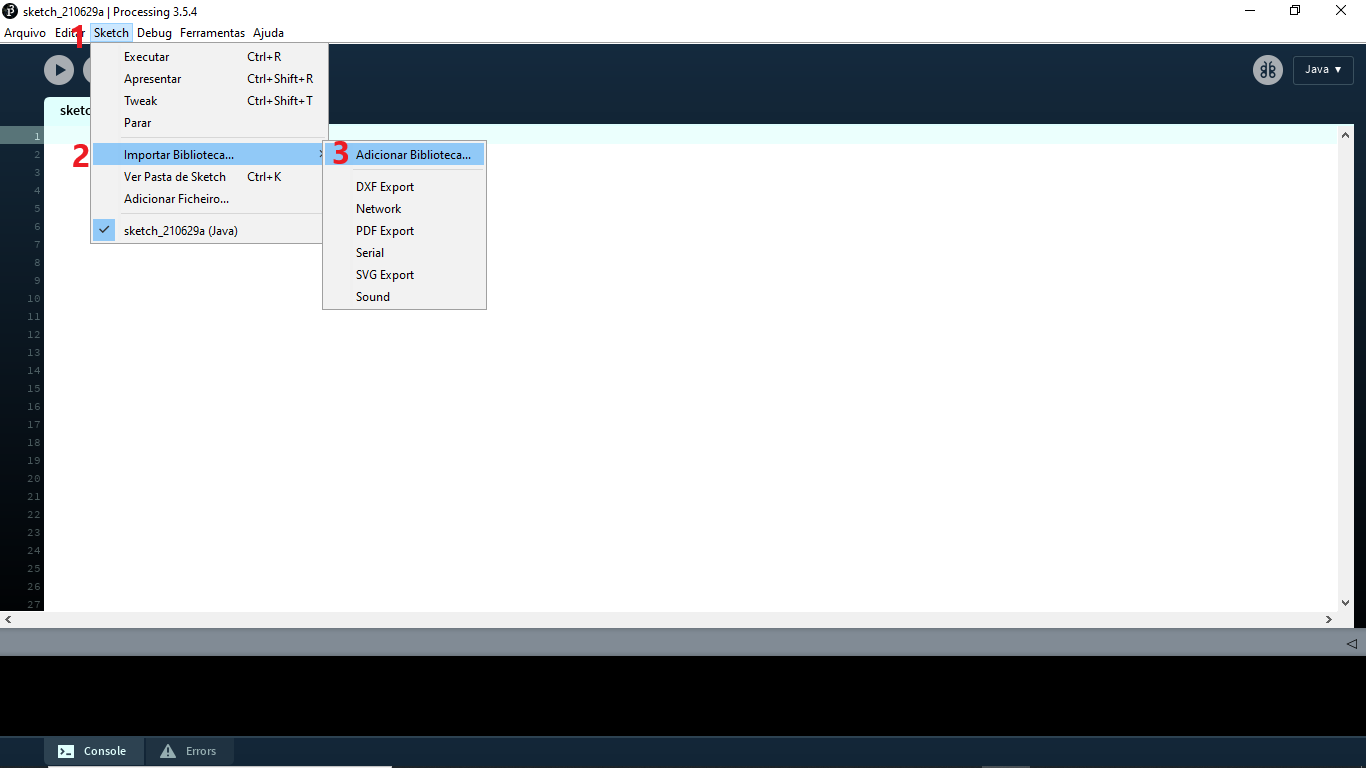 sketch_210629a | Processing 3.5.4
Arquivo Editar Sketch Debug Ferramentas Ajuda
1
Java ▾
Executar Ctrl+R
Apresentar Ctrl+Shift+R
Tweak Ctrl+Shift+T
Parar
2 Importar Biblioteca...
Ver Pasta de Sketch Ctrl+K
Adicionar Ficheiro...
sketch_210629a (Java)
3 Adicionar Biblioteca...
DXF Export
Network
PDF Export
Serial
SVG Export
Sound
sketc
1
2
3
4
5
6
7
8
9
10
11
12
13
14
15
16
17
18
19
20
21
22
23
24
25
26
27
Console Errors